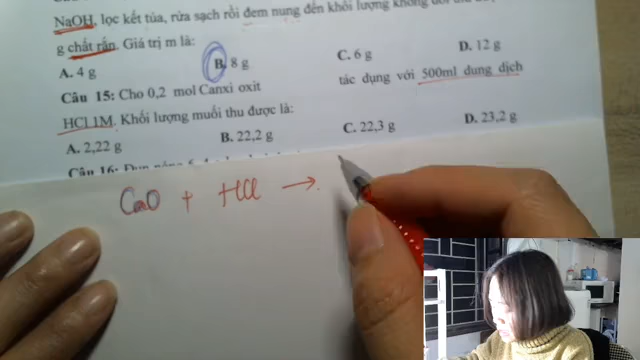 NaOH, lọc kết tủa, rửa sạch rồi đem nung đến khối lượng không đổi
g chất rắn. Giá trị m là:
A. 4 g B. 8 g C. 6 g D. 12 g
Câu 15: Cho 0,2 mol Canxi oxit tác dụng với 500ml dung dịch
HCl 1M. Khối lượng muối thu được là:
A. 2,22 g B. 22,2 g C. 22,3 g D. 23,2 g
Câu 16:
CaO + HCl →